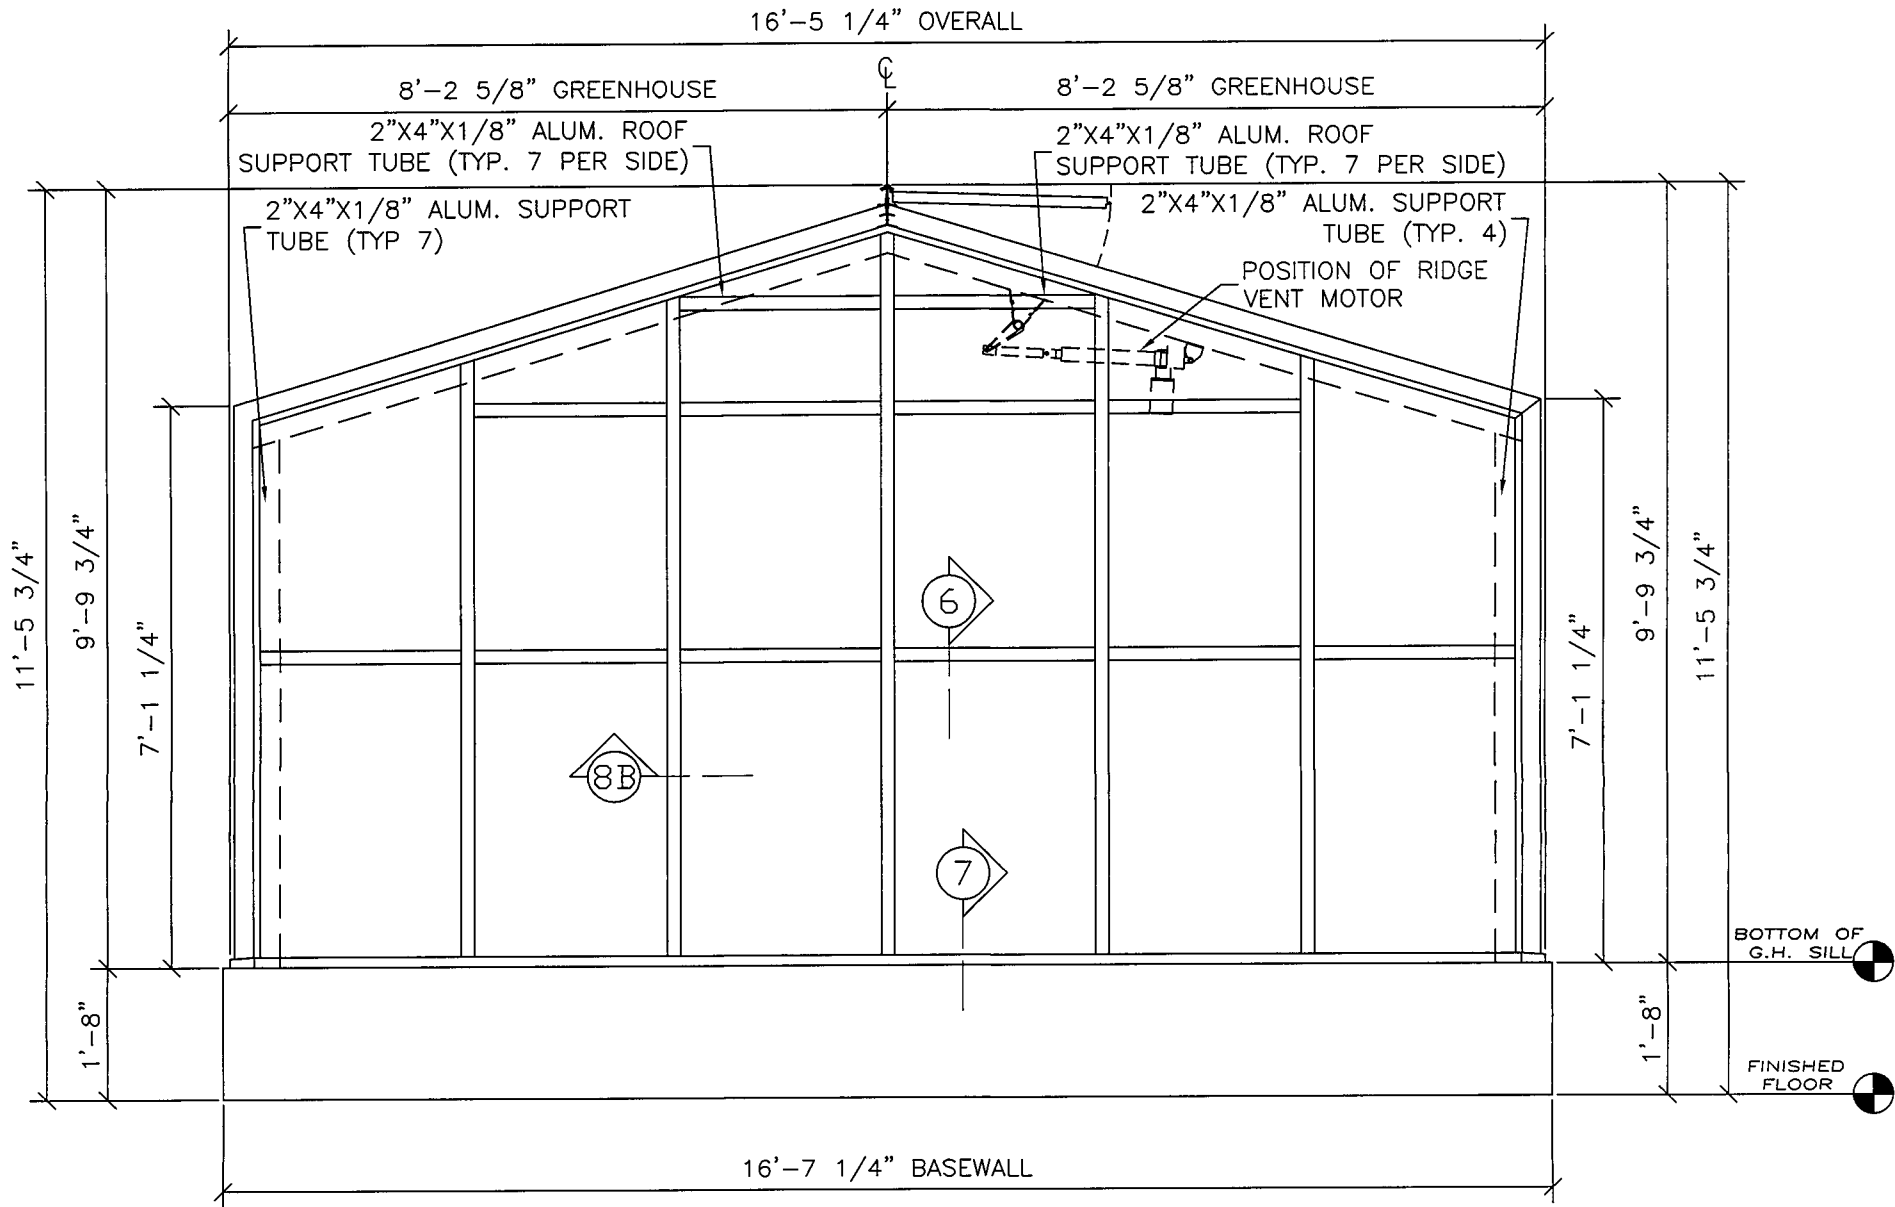 16'-5 1/4" OVERALL
℄
8'-2 5/8" GREENHOUSE
8'-2 5/8" GREENHOUSE
2"X4"X1/8" ALUM. ROOF
SUPPORT TUBE (TYP. 7 PER SIDE)
2"X4"X1/8" ALUM. ROOF
SUPPORT TUBE (TYP. 7 PER SIDE)
2"X4"X1/8" ALUM. SUPPORT
TUBE (TYP 7)
2"X4"X1/8" ALUM. SUPPORT
TUBE (TYP. 4)
POSITION OF RIDGE
VENT MOTOR
11'-5 3/4"
9'-9 3/4"
7'-1 1/4"
1'-8"
6
8B
7
7'-1 1/4"
9'-9 3/4"
11'-5 3/4"
1'-8"
BOTTOM OF
G.H. SILL
FINISHED
FLOOR
16'-7 1/4" BASEWALL